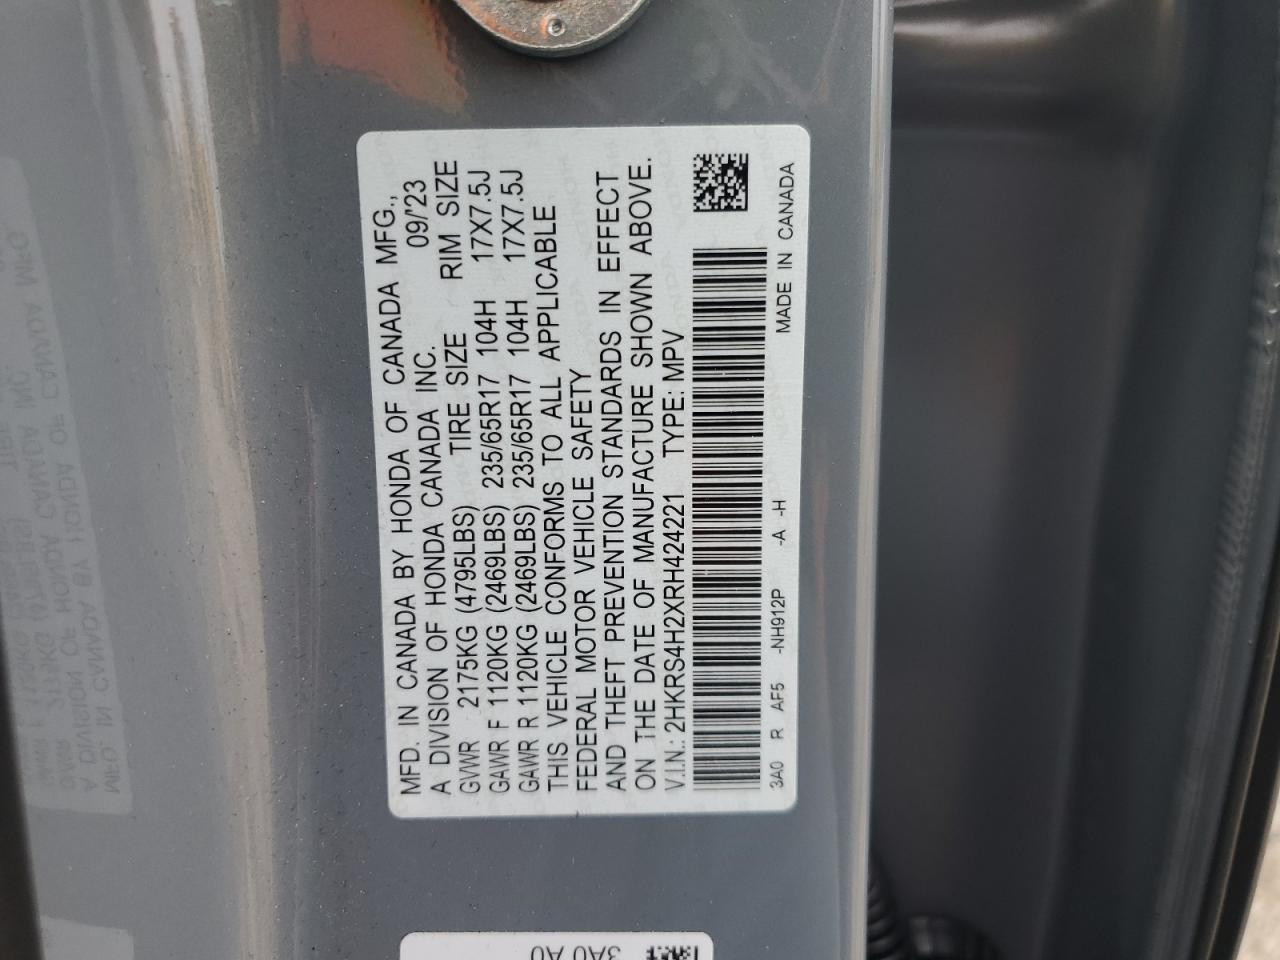 MFD. IN CANADA BY HONDA OF CANADA MFG.,
A DIVISION OF HONDA CANADA INC. 09/'23
GVWR 2175KG (4795LBS) TIRE SIZE RIM SIZE
GAWR F 1120KG (2469LBS) 235/65R17 104H 17X7.5J
GAWR R 1120KG (2469LBS) 235/65R17 104H 17X7.5J
THIS VEHICLE CONFORMS TO ALL APPLICABLE
FEDERAL MOTOR VEHICLE SAFETY
AND THEFT PREVENTION STANDARDS IN EFFECT
ON THE DATE OF MANUFACTURE SHOWN ABOVE.
V.I.N.: 2HKRS4H2XRH424221 TYPE: MPV
3A0 R AF5 -NH912P -A -H MADE IN CANADA
3A0 A0